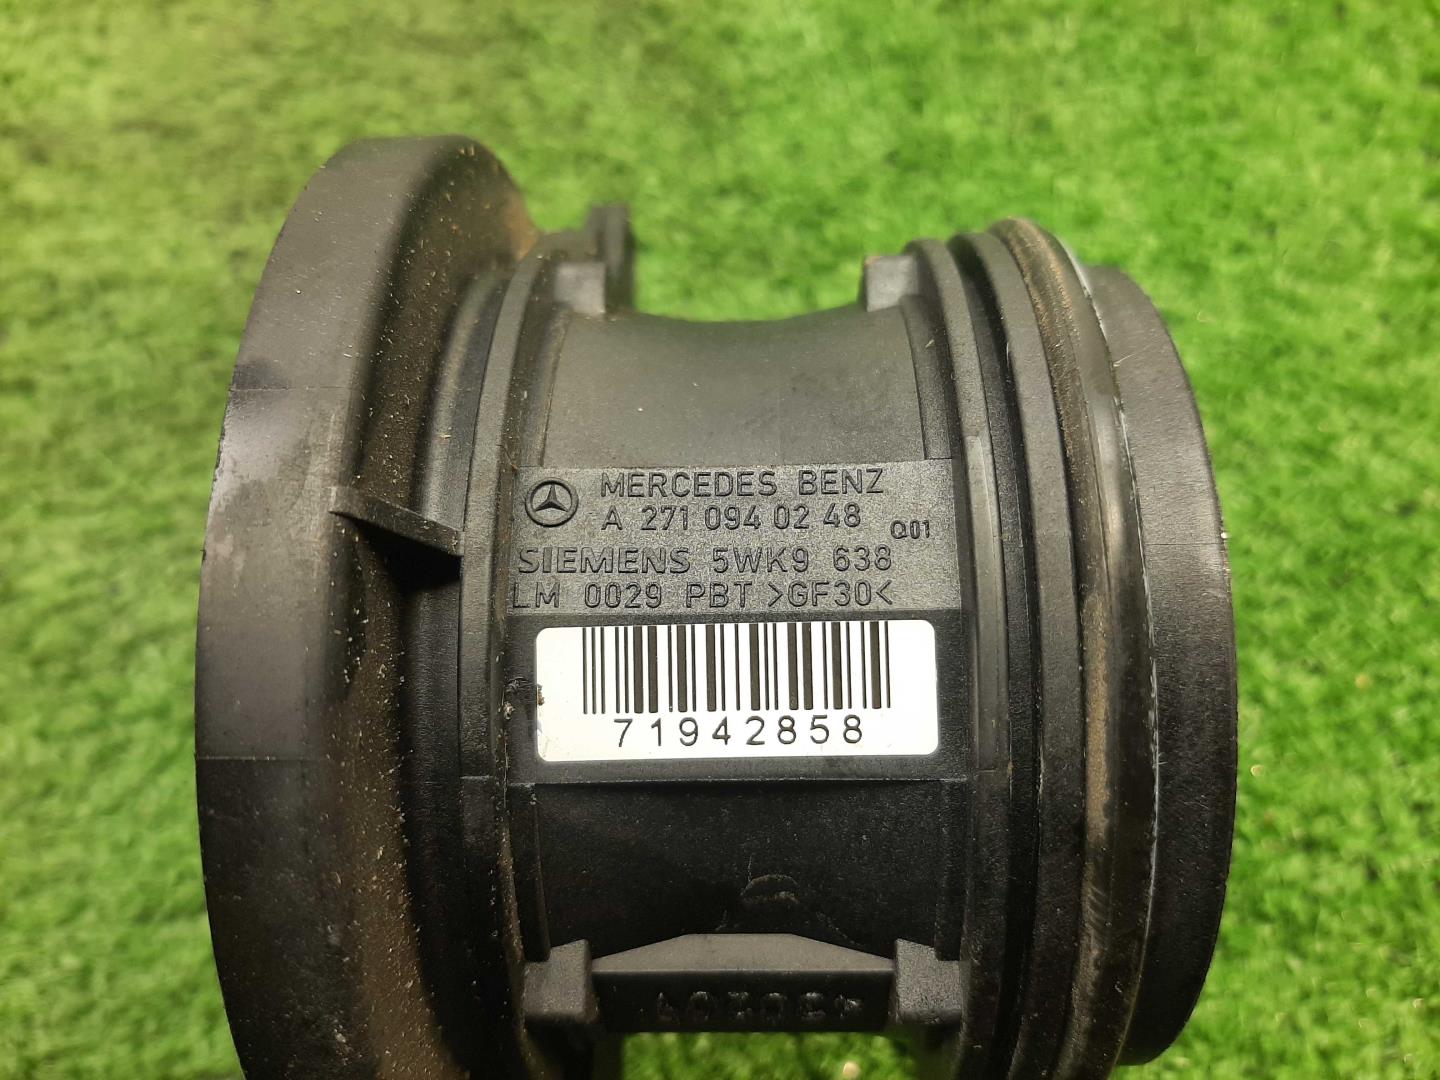 MERCEDES BENZ
A 271 094 02 48 Q01
SIEMENS 5WK9 638
LM 0029 PBT >GF30<
71942858